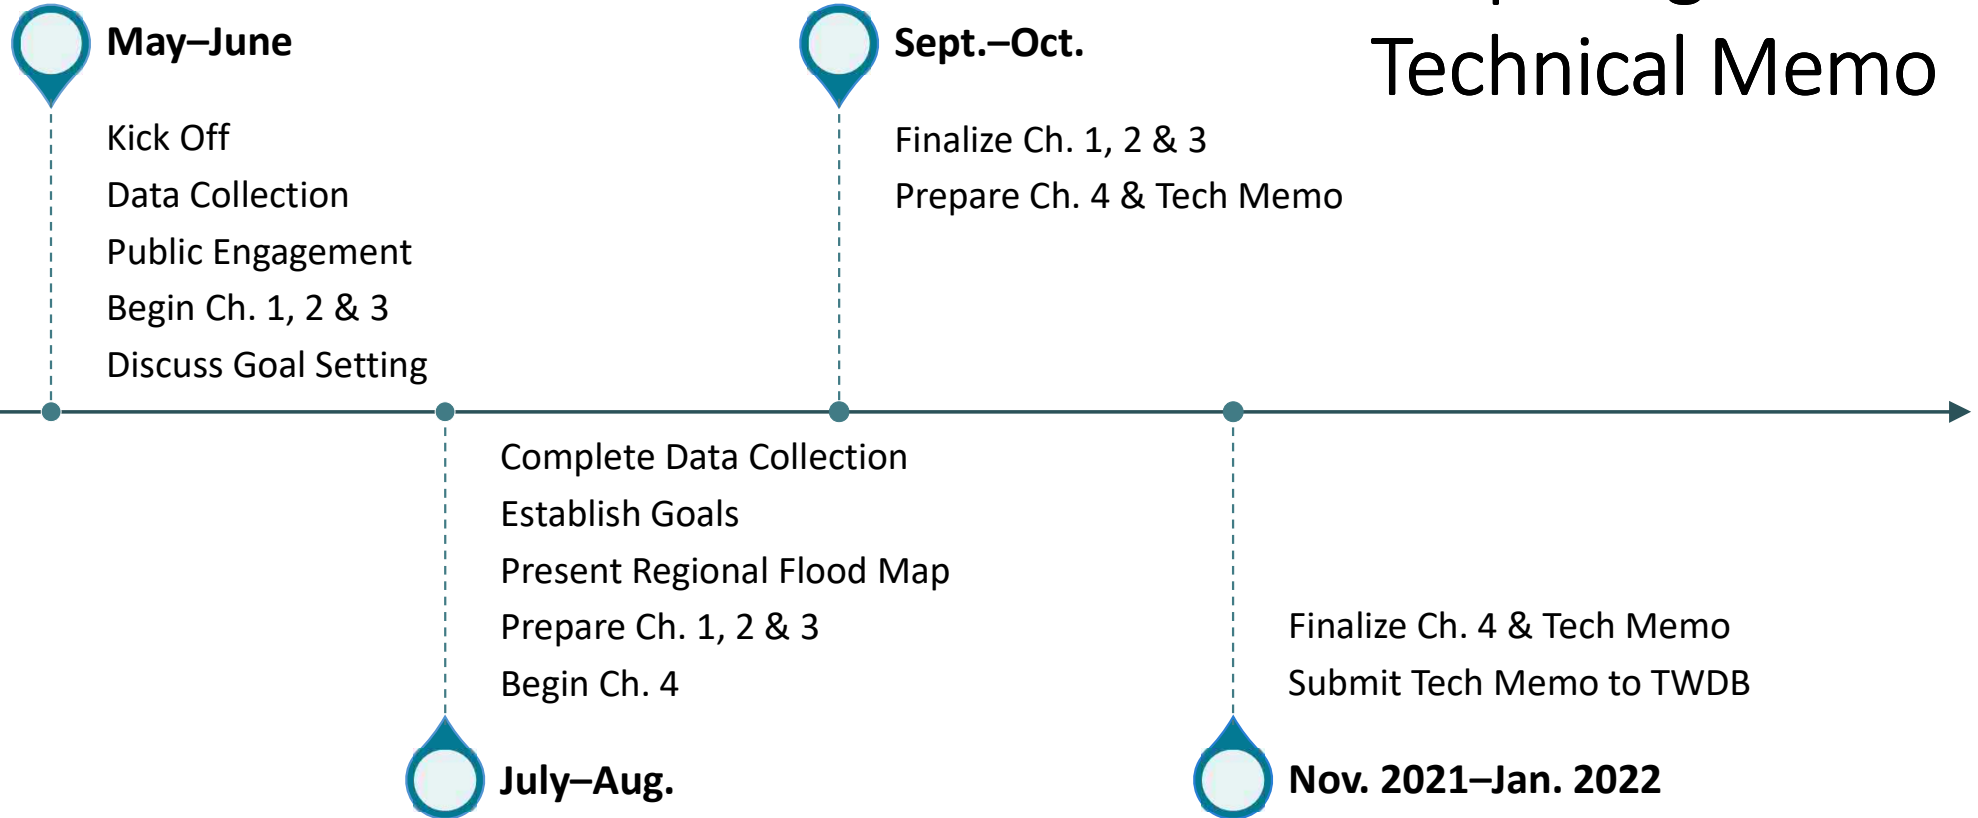 Technical Memo
May–June
Kick Off
Data Collection
Public Engagement
Begin Ch. 1, 2 & 3
Discuss Goal Setting
Sept.–Oct.
Finalize Ch. 1, 2 & 3
Prepare Ch. 4 & Tech Memo
Complete Data Collection
Establish Goals
Present Regional Flood Map
Prepare Ch. 1, 2 & 3
Begin Ch. 4
July–Aug.
Finalize Ch. 4 & Tech Memo
Submit Tech Memo to TWDB
Nov. 2021–Jan. 2022